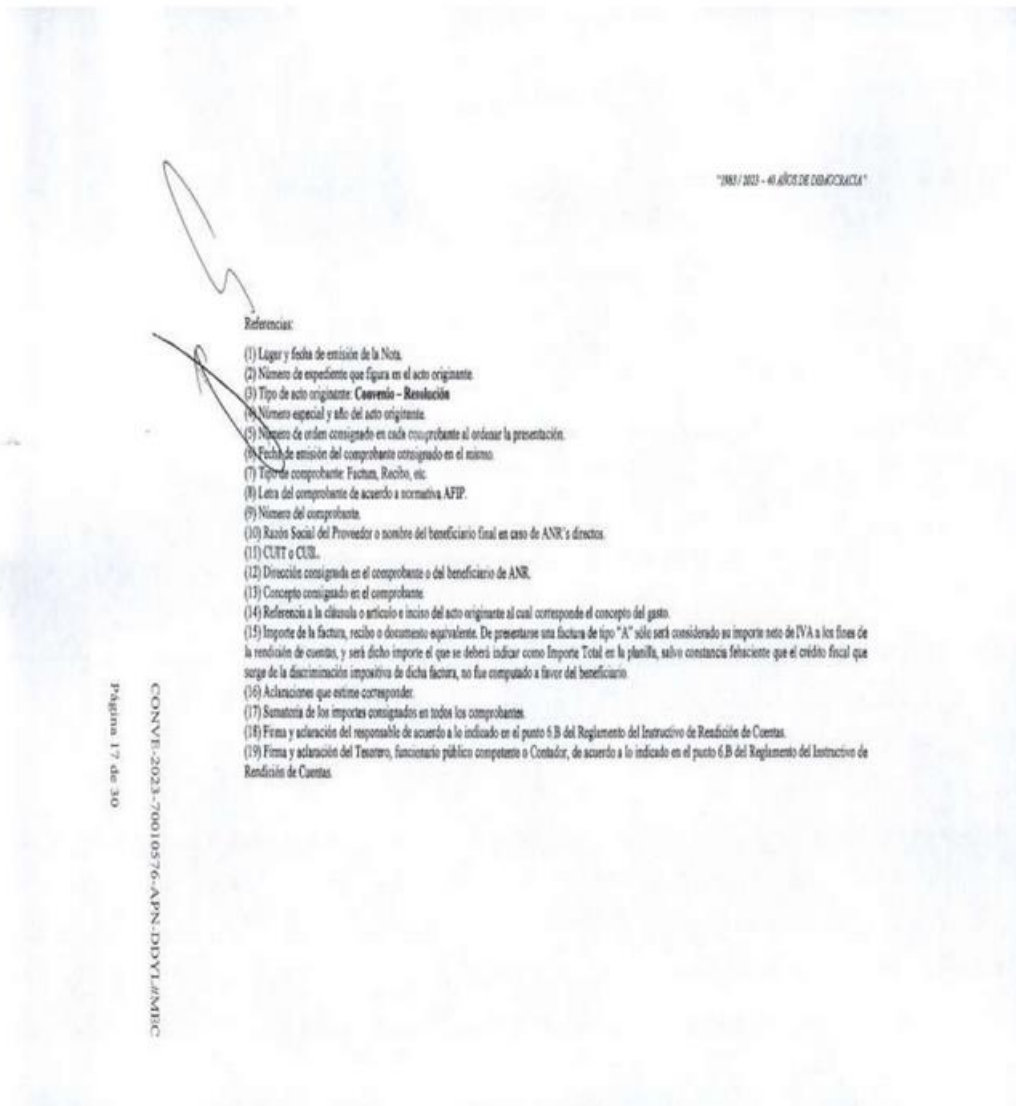 "1983 / 2023 – 40 AÑOS DE DEMOCRACIA"
Referencias:
(1) Lugar y fecha de emisión de la Nota.
(2) Número de expediente que figura en el acto originante.
(3) Tipo de acto originante: Convenio – Resolución
(4) Número especial y año del acto originante.
(5) Número de orden consignado en cada comprobante al ordenar la presentación.
(6) Fecha de emisión del comprobante consignado en el mismo.
(7) Tipo de comprobante: Factura, Recibo, etc.
(8) Letra del comprobante de acuerdo a normativa AFIP.
(9) Número del comprobante.
(10) Razón Social del Proveedor o nombre del beneficiario final en caso de ANR's directos.
(11) CUIT o CUIL.
(12) Dirección consignada en el comprobante o del beneficiario de ANR.
(13) Concepto consignado en el comprobante.
(14) Referencia a la cláusula o artículo e inciso del acto originante al cual corresponde el concepto del gasto.
(15) Importe de la factura, recibo o documento equivalente. De presentarse una factura de tipo "A" sólo será considerado su importe neto de IVA a los fines de
la rendición de cuentas, y será dicho importe el que se deberá indicar como Importe Total en la planilla, salvo constancia fehaciente que el crédito fiscal que
surge de la discriminación impositiva de dicha factura, no fue computado a favor del beneficiario.
(16) Aclaraciones que estime corresponder.
(17) Sumatoria de los importes consignados en todos los comprobantes.
(18) Firma y aclaración del responsable de acuerdo a lo indicado en el punto 5.B del Reglamento del Instructivo de Rendición de Cuentas.
(19) Firma y aclaración del Tesorero, funcionario público competente o Contador, de acuerdo a lo indicado en el punto 6.B del Reglamento del Instructivo de
Rendición de Cuentas.
CONVE-2023-70010576-APN-DDYL#MEC
Página 17 de 30